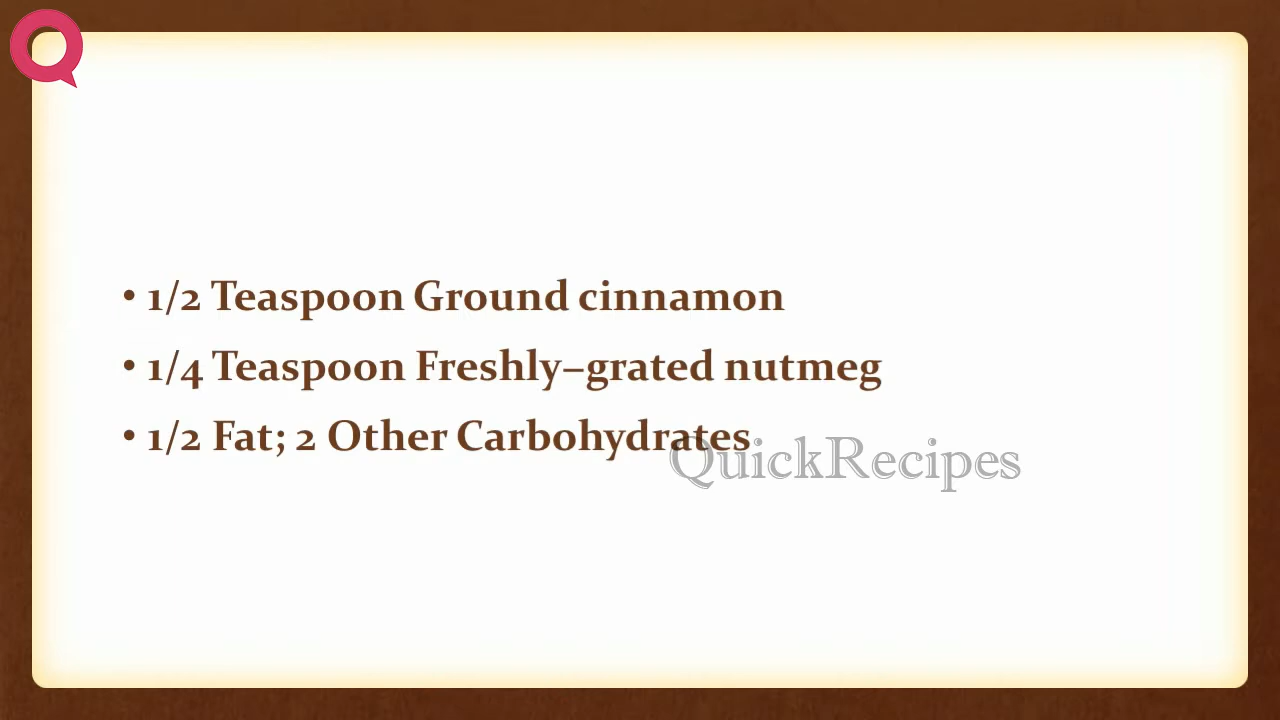 • 1/2 Teaspoon Ground cinnamon
• 1/4 Teaspoon Freshly–grated nutmeg
• 1/2 Fat; 2 Other Carbohydrates
QuickRecipes